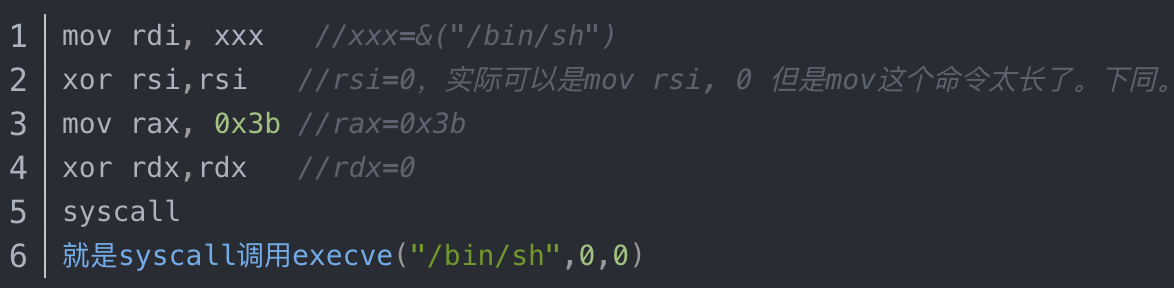 1 mov rdi, xxx   //xxx=&("/bin/sh")
2 xor rsi,rsi   //rsi=0，实际可以是mov rsi, 0 但是mov这个命令太长了。下同。
3 mov rax, 0x3b //rax=0x3b
4 xor rdx,rdx   //rdx=0
5 syscall
6 就是syscall调用execve("/bin/sh",0,0)